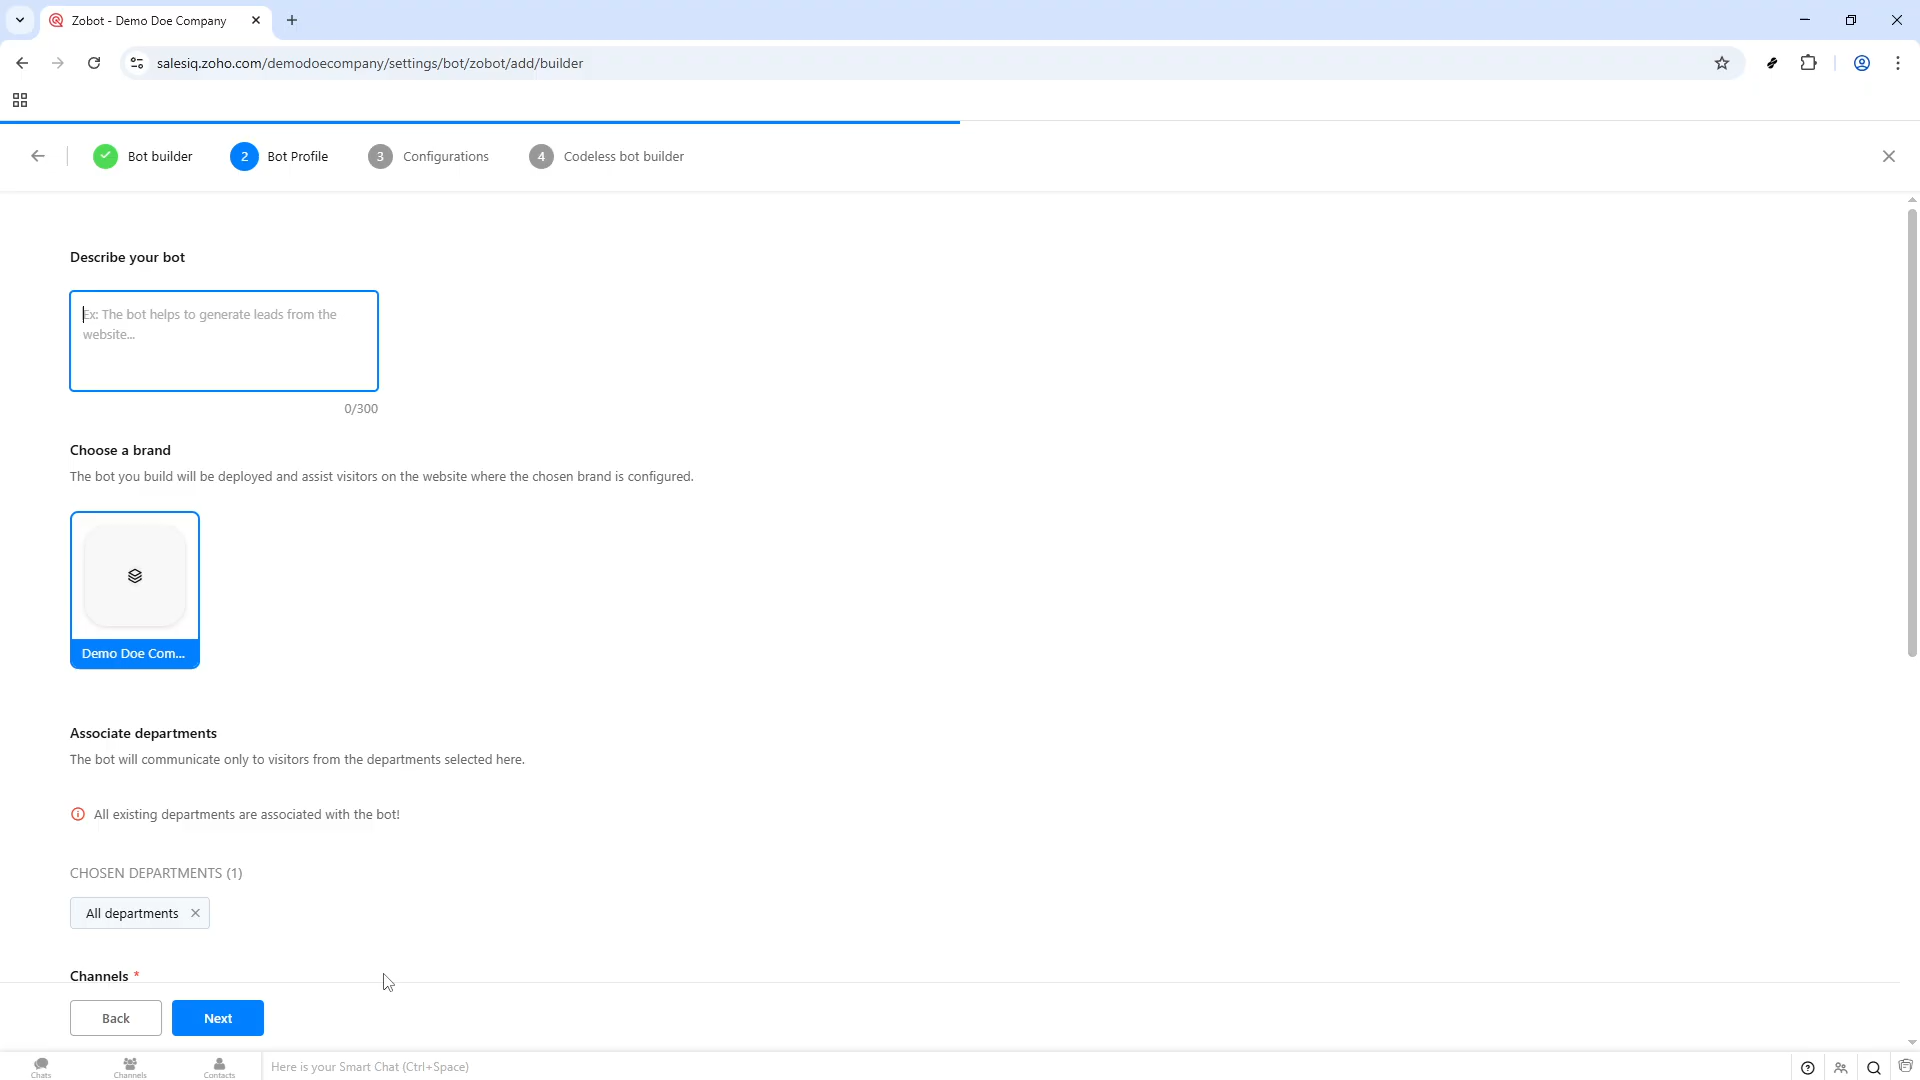 Zobot - Demo Doe Company
salesiq.zoho.com/demodoecompany/settings/bot/zobot/add/builder
Bot builder
2 Bot Profile
3 Configurations
4 Codeless bot builder
Describe your bot
Ex: The bot helps to generate leads from the
website...
0/300
Choose a brand
The bot you build will be deployed and assist visitors on the website where the chosen brand is configured.
Demo Doe Com...
Associate departments
The bot will communicate only to visitors from the departments selected here.
All existing departments are associated with the bot!
CHOSEN DEPARTMENTS (1)
All departments
Channels *
Back
Next
Chats
Channels
Contacts
Here is your Smart Chat (Ctrl+Space)